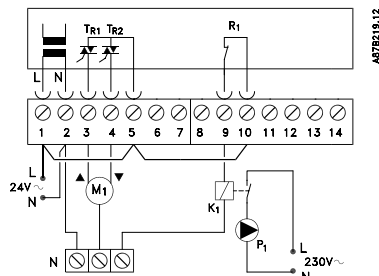 TR1 TR2
R1
L N
A87B219.12
1 2 3 4 5 6 7 8 9 10 11 12 13 14
L
24V ~
N
M1
K1
P1
L
230V ~
N
N